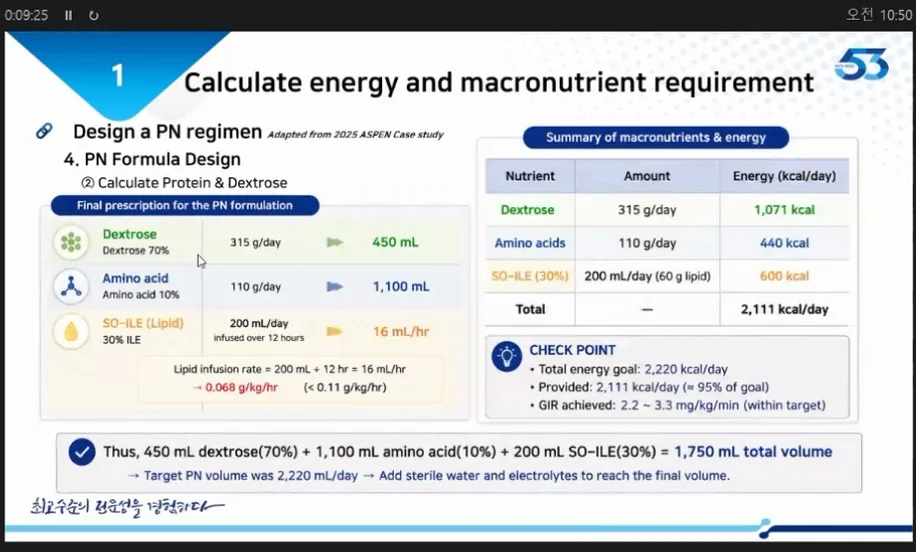 0:09:25
오전 10:50
1
Calculate energy and macronutrient requirement
53
Design a PN regimen Adapted from 2025 ASPEN Case study
4. PN Formula Design
② Calculate Protein & Dextrose
Final prescription for the PN formulation
Dextrose
Dextrose 70%
315 g/day
450 mL
Amino acid
Amino acid 10%
110 g/day
1,100 mL
SO-ILE (Lipid)
30% ILE
200 mL/day
infused over 12 hours
16 mL/hr
Lipid infusion rate = 200 mL ÷ 12 hr = 16 mL/hr
→ 0.068 g/kg/hr (< 0.11 g/kg/hr)
Summary of macronutrients & energy
Nutrient Amount Energy (kcal/day)
Dextrose 315 g/day 1,071 kcal
Amino acids 110 g/day 440 kcal
SO-ILE (30%) 200 mL/day (60 g lipid) 600 kcal
Total — 2,111 kcal/day
CHECK POINT
• Total energy goal: 2,220 kcal/day
• Provided: 2,111 kcal/day (= 95% of goal)
• GIR achieved: 2.2 ~ 3.3 mg/kg/min (within target)
Thus, 450 mL dextrose(70%) + 1,100 mL amino acid(10%) + 200 mL SO-ILE(30%) = 1,750 mL total volume
→ Target PN volume was 2,220 mL/day → Add sterile water and electrolytes to reach the final volume.
최고수준의 전문성을 경험하다